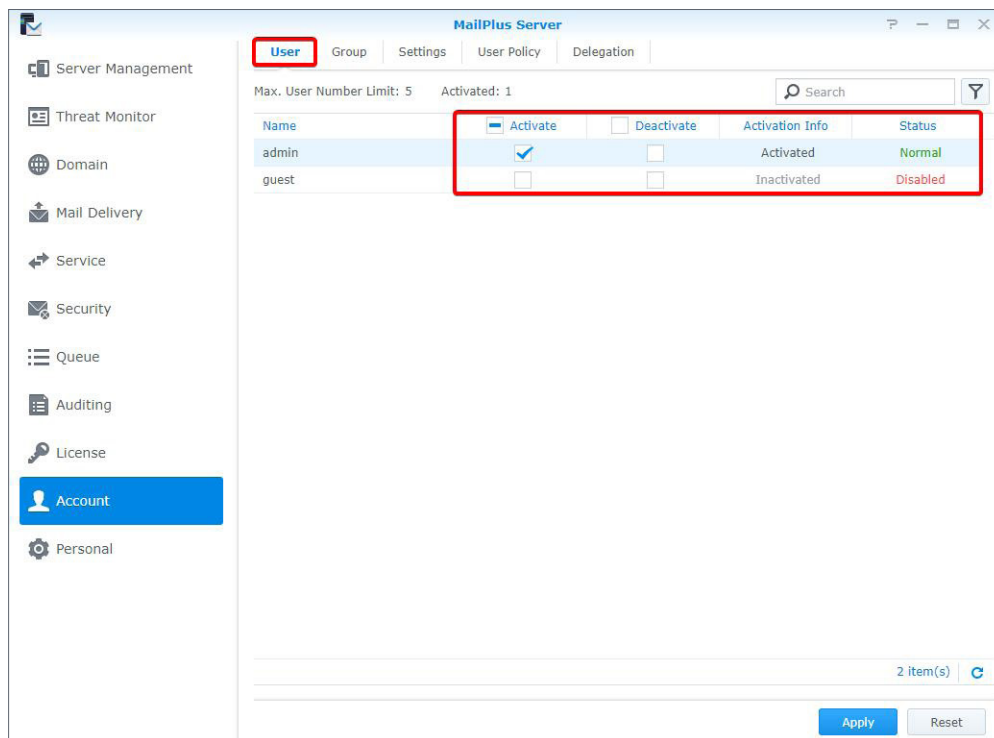 MailPlus Server
User Group Settings User Policy Delegation
Server Management
Threat Monitor
Domain
Mail Delivery
Service
Security
Queue
Auditing
License
Account
Personal
Max. User Number Limit: 5 Activated: 1 Search
Name Activate Deactivate Activation Info Status
admin Activated Normal
guest Inactivated Disabled
2 item(s)
Apply Reset